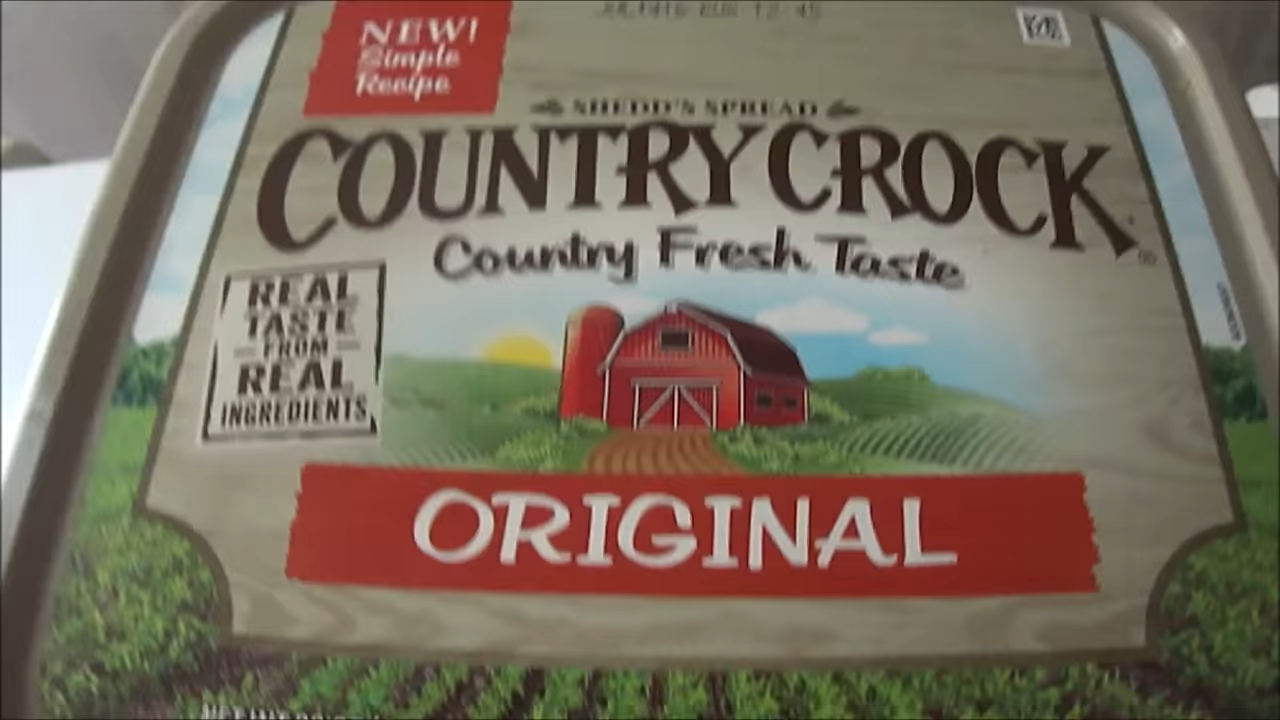 NEW!
Simple
Recipe
SHEDD'S SPREAD
COUNTRY CROCK
Country Fresh Taste
REAL
TASTE
FROM
REAL
INGREDIENTS
ORIGINAL